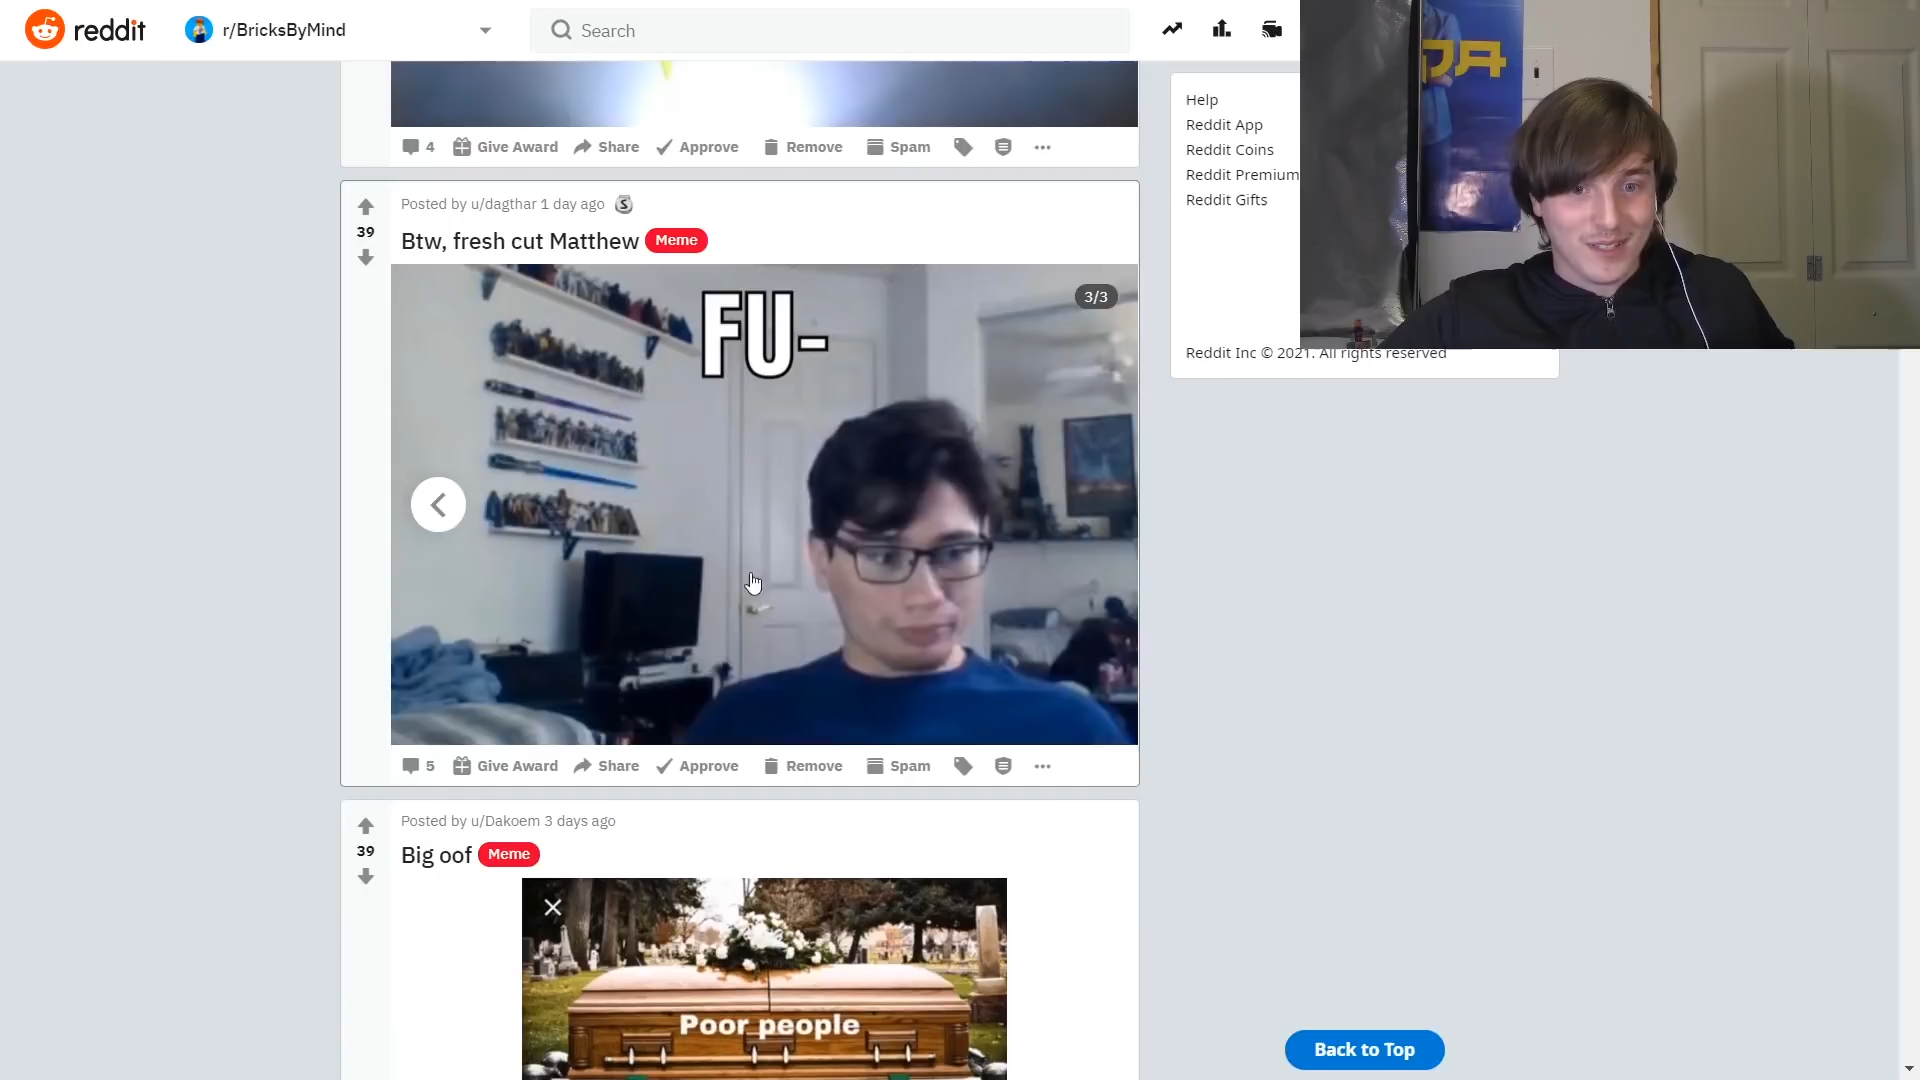 reddit
r/BricksByMind
Search
4
Give Award
Share
Approve
Remove
Spam
Posted by u/dagthar 1 day ago
39
Btw, fresh cut Matthew
Meme
FU-
3/3
5
Give Award
Share
Approve
Remove
Spam
Posted by u/Dakoem 3 days ago
39
Big oof
Meme
Poor people
Help
Reddit App
Reddit Coins
Reddit Premium
Reddit Gifts
Reddit Inc © 2021. All rights reserved
Back to Top